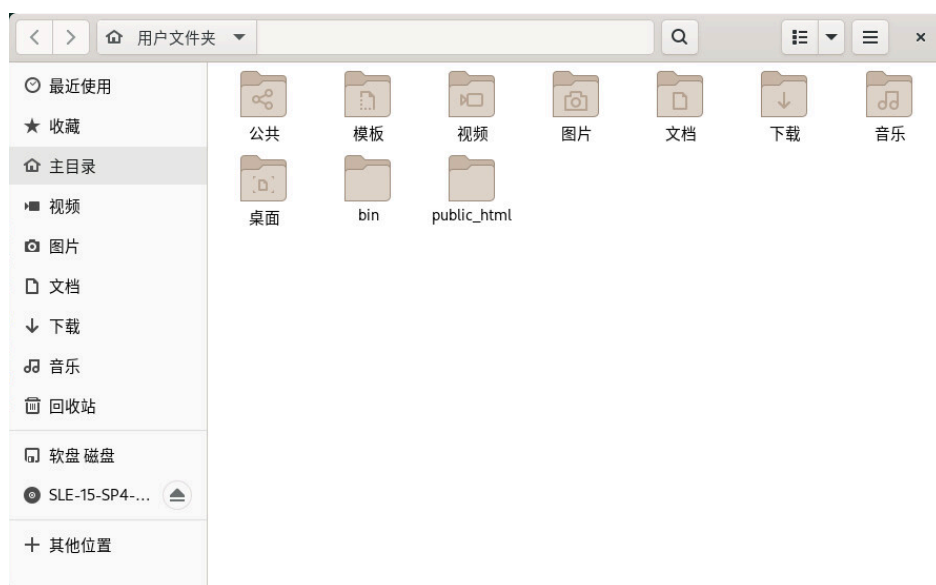 用户文件夹
最近使用
收藏
主目录
视频
图片
文档
下载
音乐
回收站
软盘 磁盘
SLE-15-SP4-...
其他位置
公共 模板 视频 图片 文档 下载 音乐
桌面 bin public_html